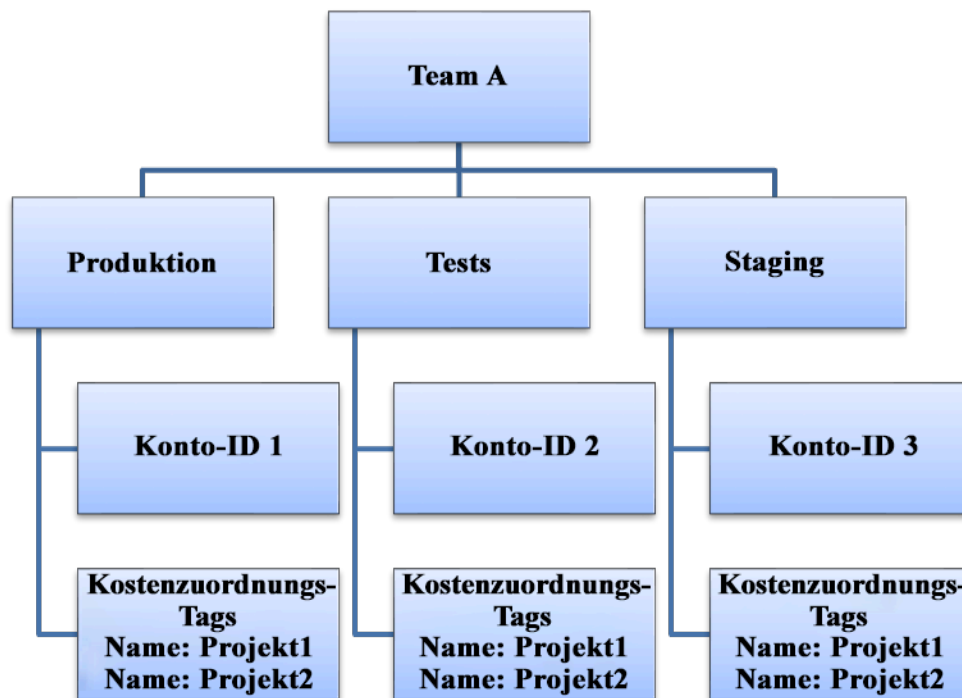 Team A
Produktion
Tests
Staging
Konto-ID 1
Konto-ID 2
Konto-ID 3
Kostenzuordnungs-
Tags
Name: Projekt1
Name: Projekt2
Kostenzuordnungs-
Tags
Name: Projekt1
Name: Projekt2
Kostenzuordnungs-
Tags
Name: Projekt1
Name: Projekt2